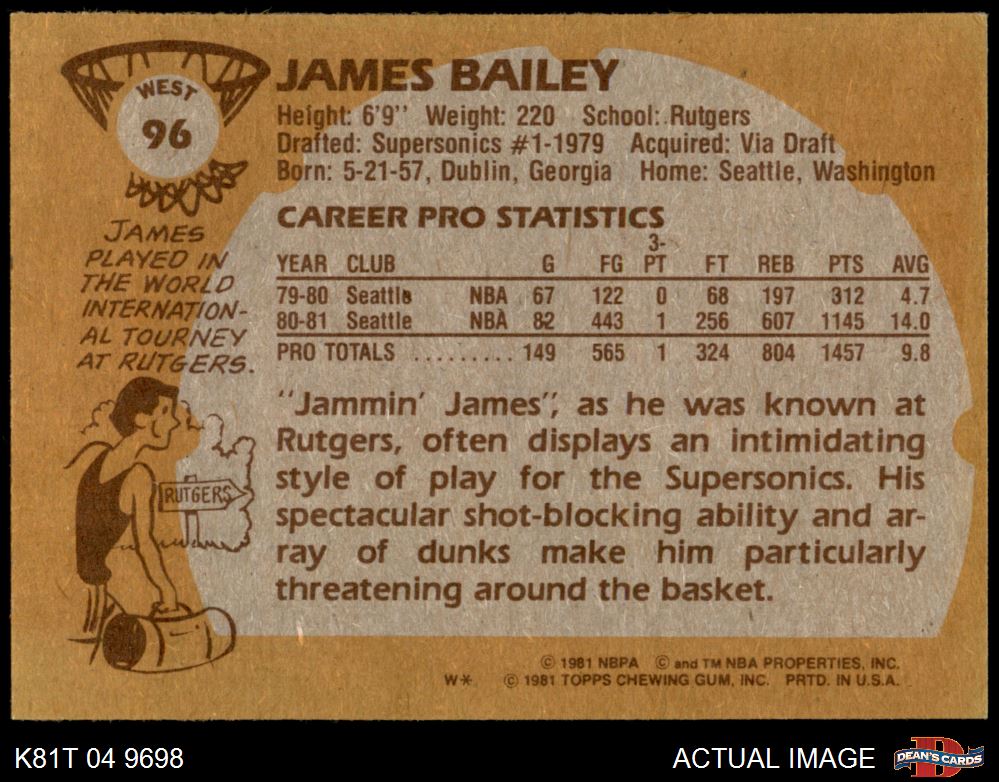 WEST
96
JAMES BAILEY
Height: 6'9'' Weight: 220 School: Rutgers
Drafted: Supersonics #1-1979 Acquired: Via Draft
Born: 5-21-57, Dublin, Georgia Home: Seattle, Washington
JAMES
PLAYED IN
THE WORLD
INTERNATION-
AL TOURNEY
AT RUTGERS.
RUTGERS
CAREER PRO STATISTICS
YEAR CLUB G FG 3-PT FT REB PTS AVG
79-80 Seattle NBA 67 122 0 68 197 312 4.7
80-81 Seattle NBA 82 443 1 256 607 1145 14.0
PRO TOTALS ......... 149 565 1 324 804 1457 9.8
"Jammin' James", as he was known at
Rutgers, often displays an intimidating
style of play for the Supersonics. His
spectacular shot-blocking ability and ar-
ray of dunks make him particularly
threatening around the basket.
© 1981 NBPA © and TM NBA PROPERTIES, INC.
W* © 1981 TOPPS CHEWING GUM, INC. PRTD. IN U.S.A.
K81T 04 9698
ACTUAL IMAGE
D
DEAN'S CARDS